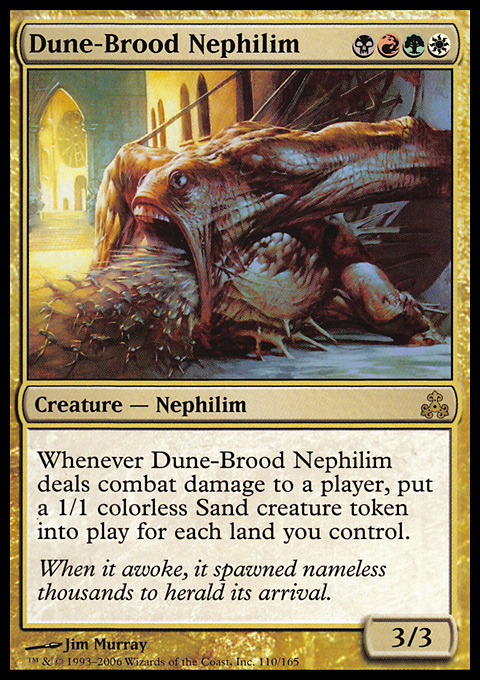 Dune-Brood Nephilim
Creature — Nephilim
Whenever Dune-Brood Nephilim
deals combat damage to a player, put
a 1/1 colorless Sand creature token
into play for each land you control.
When it awoke, it spawned nameless
thousands to herald its arrival.
3/3
Jim Murray
™ & © 1993–2006 Wizards of the Coast, Inc. 110/165